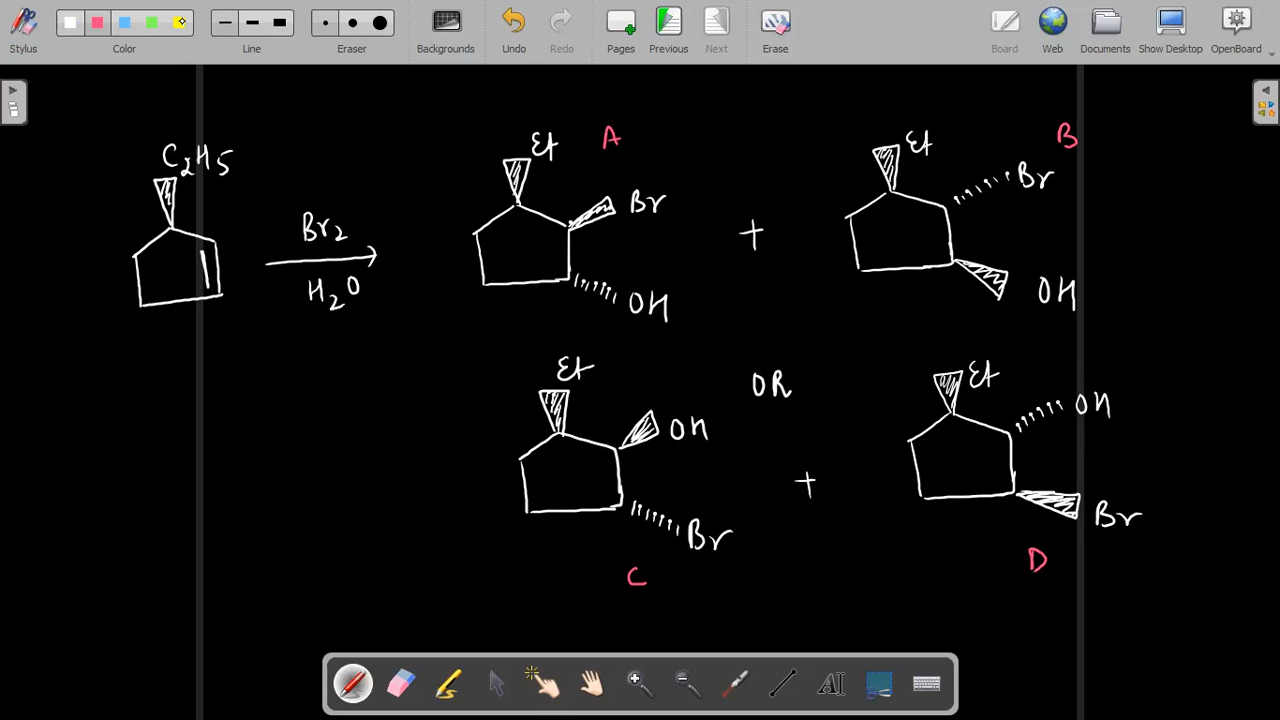 Stylus Color Line Eraser Backgrounds Undo Redo Pages Previous Next Erase Board Web Documents Show Desktop OpenBoard
C2H5
Br2
H2O
Et
A
Br
OH
+
Et
B
Br
OH
OR
Et
OH
Br
C
+
Et
OH
Br
D
AI